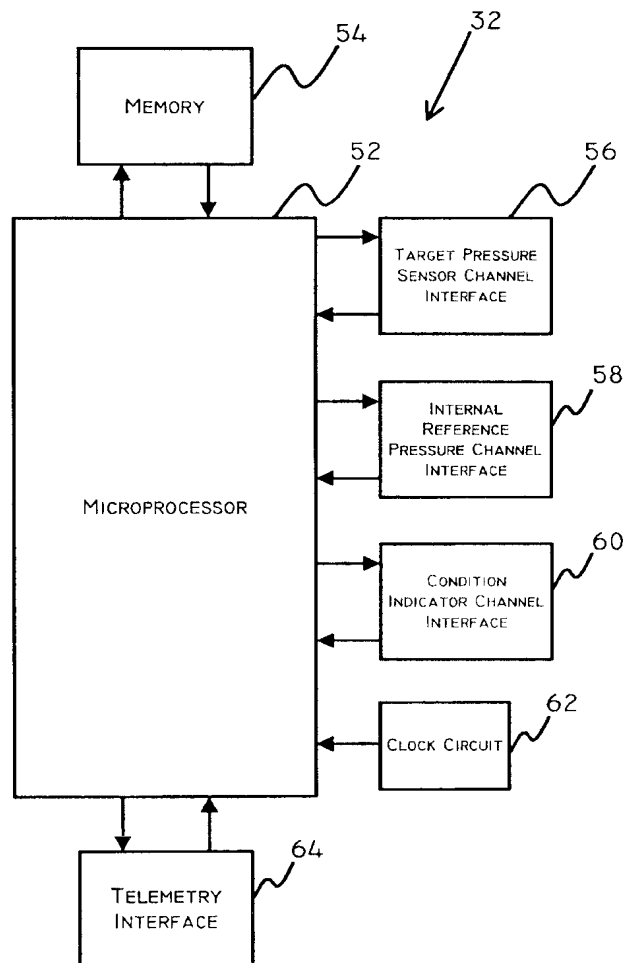 54
32
MEMORY
52
56
TARGET PRESSURE
SENSOR CHANNEL
INTERFACE
58
INTERNAL
REFERENCE
PRESSURE CHANNEL
INTERFACE
MICROPROCESSOR
60
CONDITION
INDICATOR CHANNEL
INTERFACE
62
CLOCK CIRCUIT
64
TELEMETRY
INTERFACE